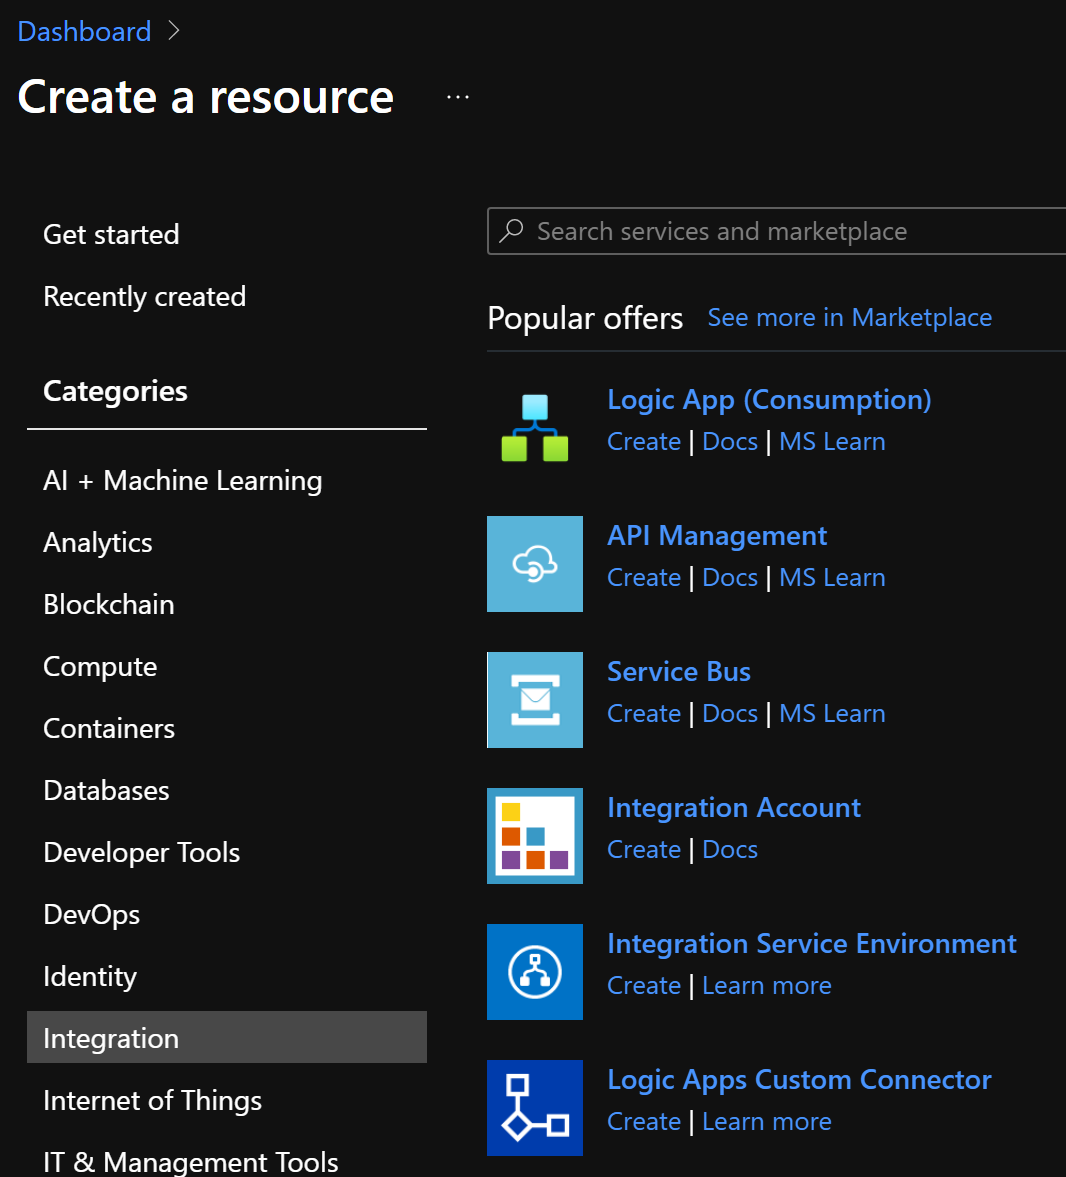 Dashboard
Create a resource ...
Get started
Recently created
Categories
AI + Machine Learning
Analytics
Blockchain
Compute
Containers
Databases
Developer Tools
DevOps
Identity
Integration
Internet of Things
IT & Management Tools
Search services and marketplace
Popular offers See more in Marketplace
Logic App (Consumption)
Create | Docs | MS Learn
API Management
Create | Docs | MS Learn
Service Bus
Create | Docs | MS Learn
Integration Account
Create | Docs
Integration Service Environment
Create | Learn more
Logic Apps Custom Connector
Create | Learn more